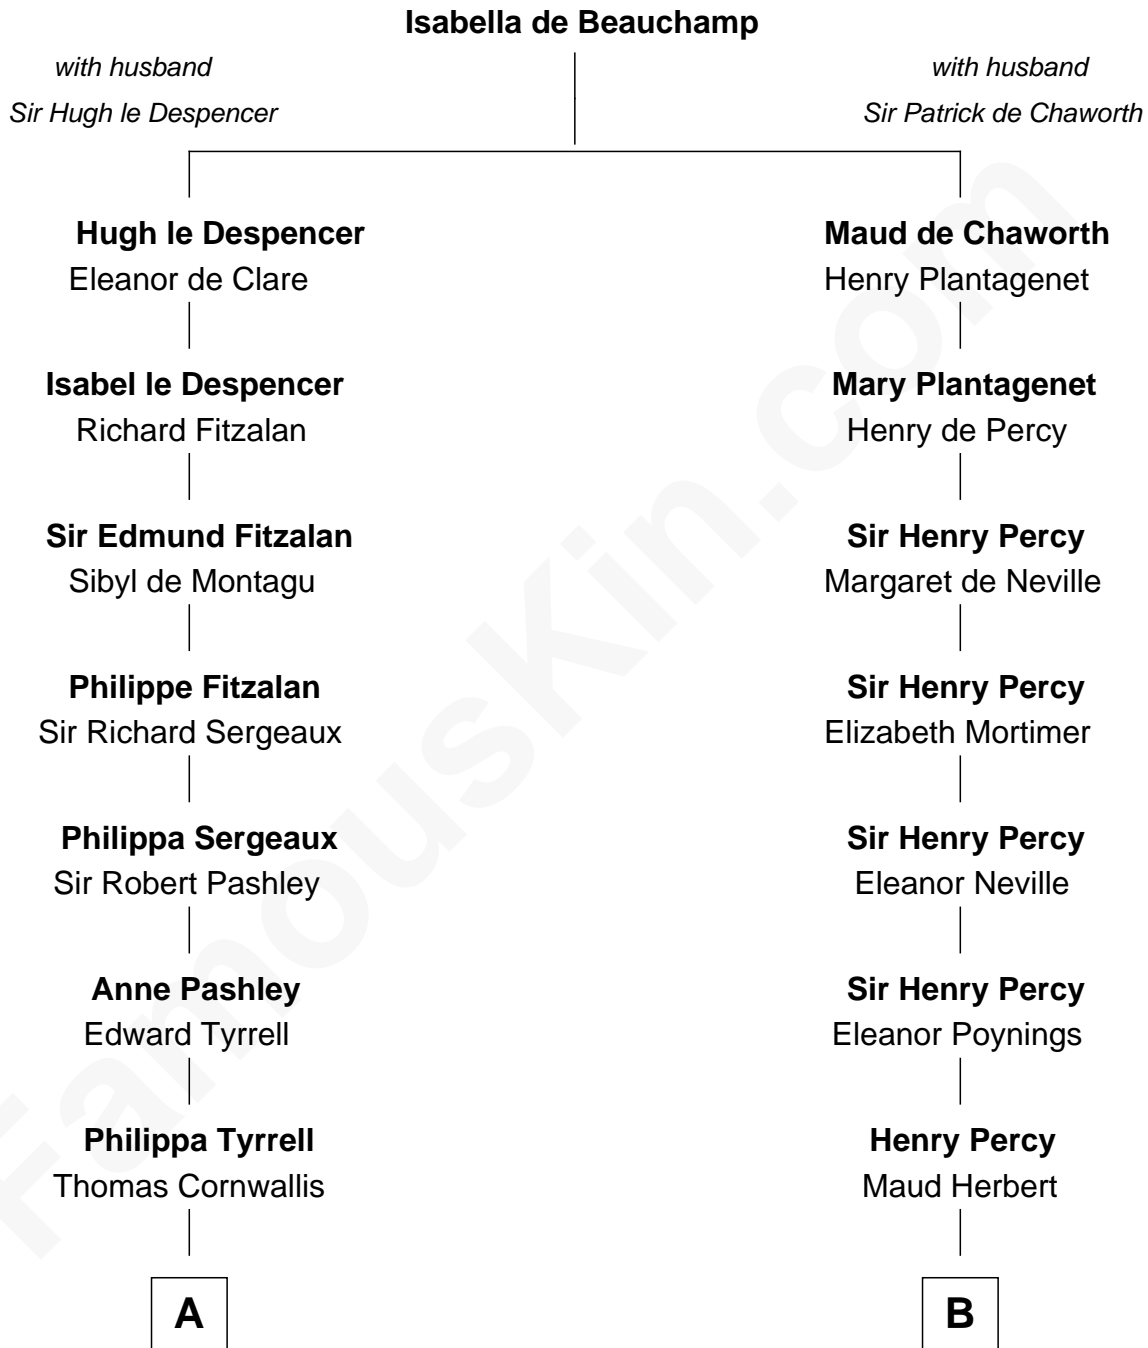 Isabella de Beauchamp
with husband
Sir Hugh le Despencer
with husband
Sir Patrick de Chaworth
Hugh le Despencer
Eleanor de Clare
Maud de Chaworth
Henry Plantagenet
Isabel le Despencer
Richard Fitzalan
Mary Plantagenet
Henry de Percy
Sir Edmund Fitzalan
Sibyl de Montagu
Sir Henry Percy
Margaret de Neville
Philippe Fitzalan
Sir Richard Sergeaux
Sir Henry Percy
Elizabeth Mortimer
Philippa Sergeaux
Sir Robert Pashley
Sir Henry Percy
Eleanor Neville
Anne Pashley
Edward Tyrrell
Sir Henry Percy
Eleanor Poynings
Philippa Tyrrell
Thomas Cornwallis
Henry Percy
Maud Herbert
A
B
FamousKin.com